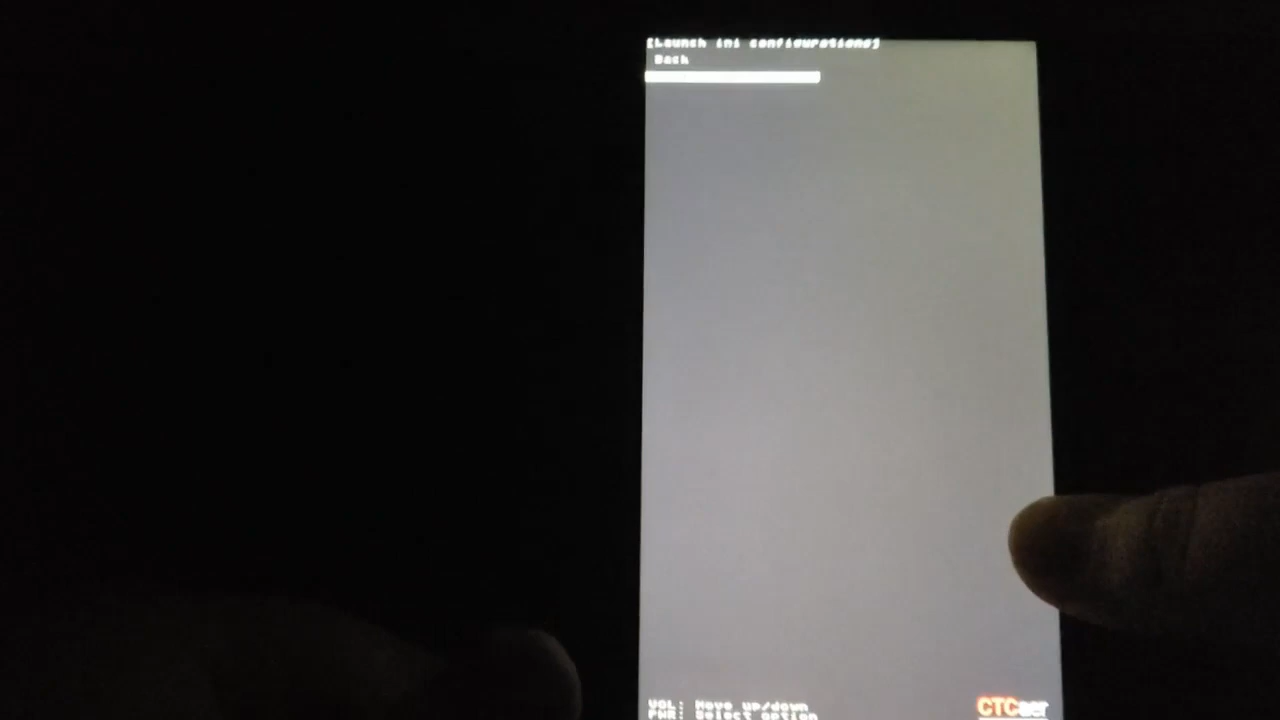 [Launch ini configurations]
Back
VOL: Move up/down
PWR: Select option
CTCaer